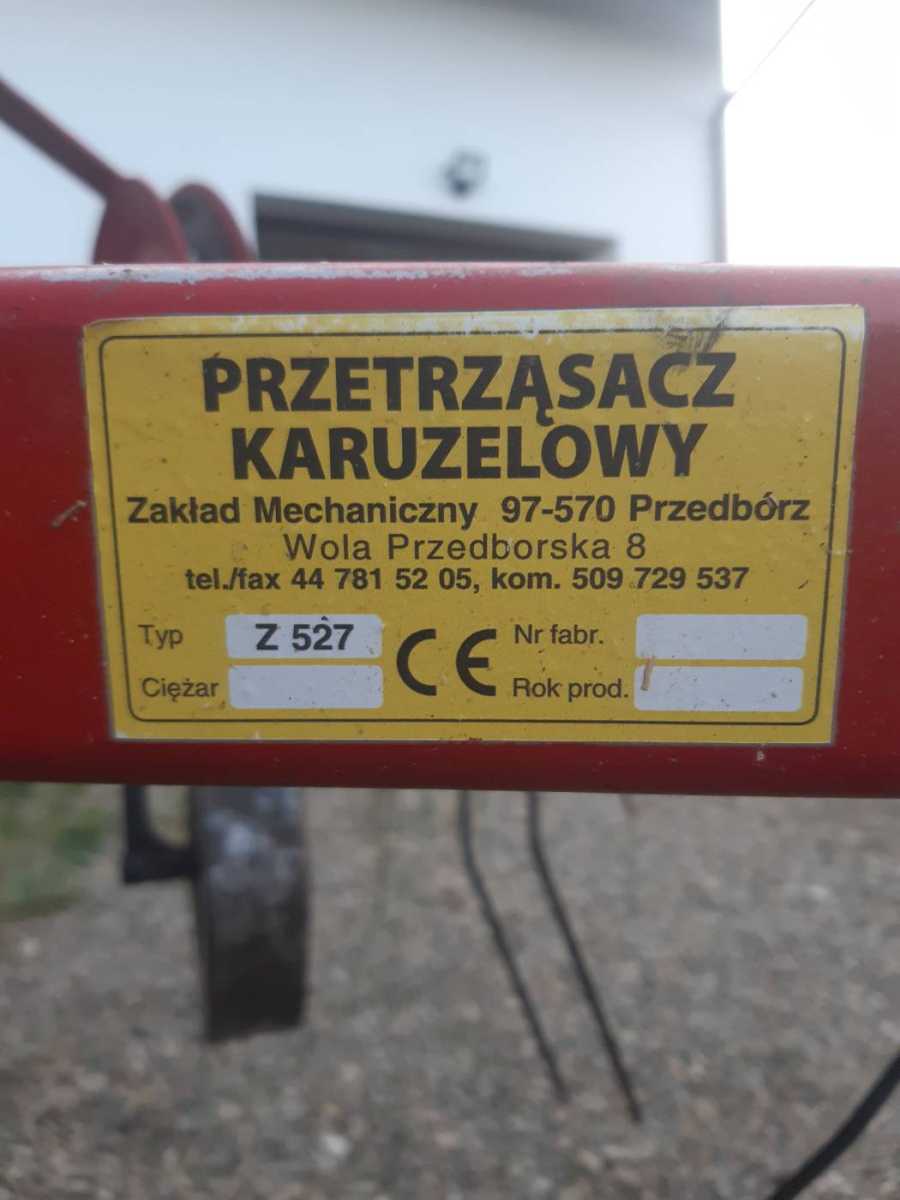 PRZETRZĄSACZ
KARUZELOWY
Zakład Mechaniczny 97-570 Przedbórz
Wola Przedborska 8
tel./fax 44 781 52 05, kom. 509 729 537
Typ Z 527 CE Nr fabr.
Ciężar Rok prod.